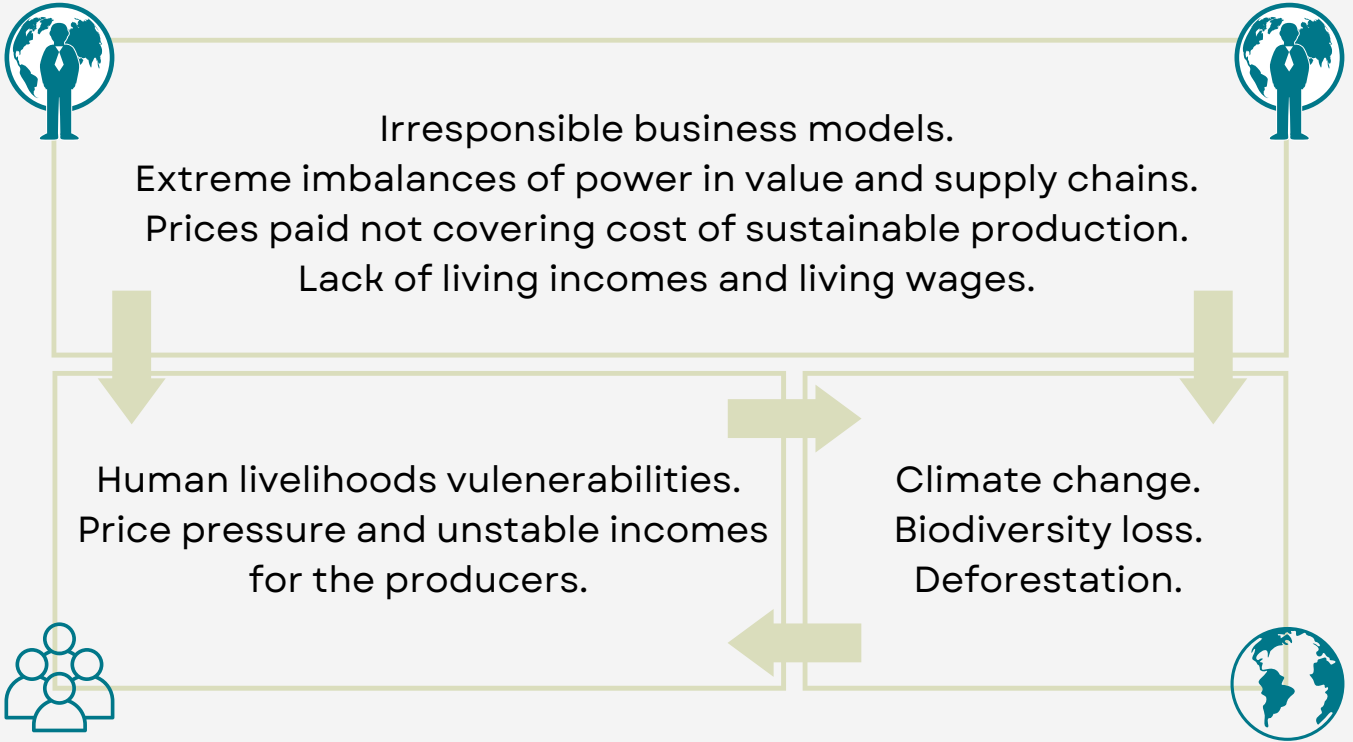 Irresponsible business models.
Extreme imbalances of power in value and supply chains.
Prices paid not covering cost of sustainable production.
Lack of living incomes and living wages.
Human livelihoods vulenerabilities.
Price pressure and unstable incomes
for the producers.
Climate change.
Biodiversity loss.
Deforestation.